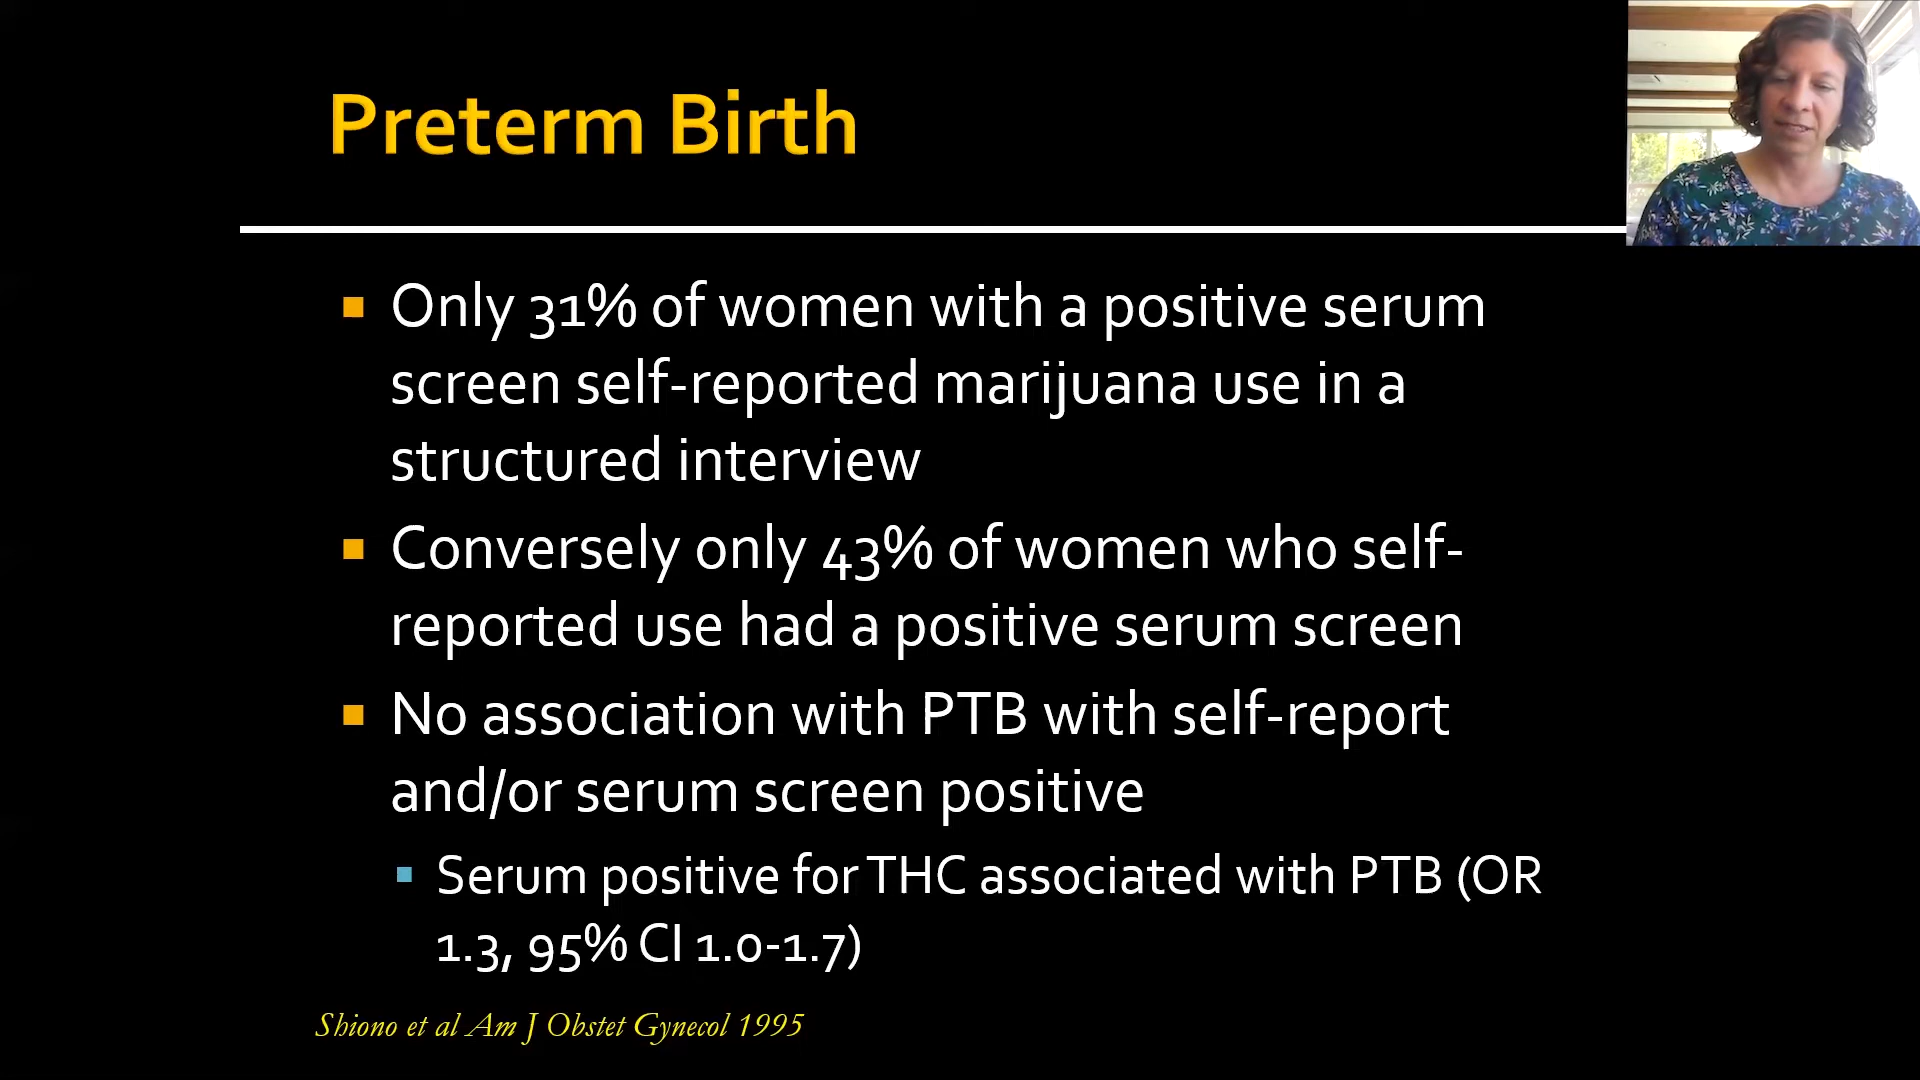 Preterm Birth
Only 31% of women with a positive serum
screen self-reported marijuana use in a
structured interview
Conversely only 43% of women who self-
reported use had a positive serum screen
No association with PTB with self-report
and/or serum screen positive
Serum positive for THC associated with PTB (OR
1.3, 95% CI 1.0-1.7)
Shiono et al Am J Obstet Gynecol 1995